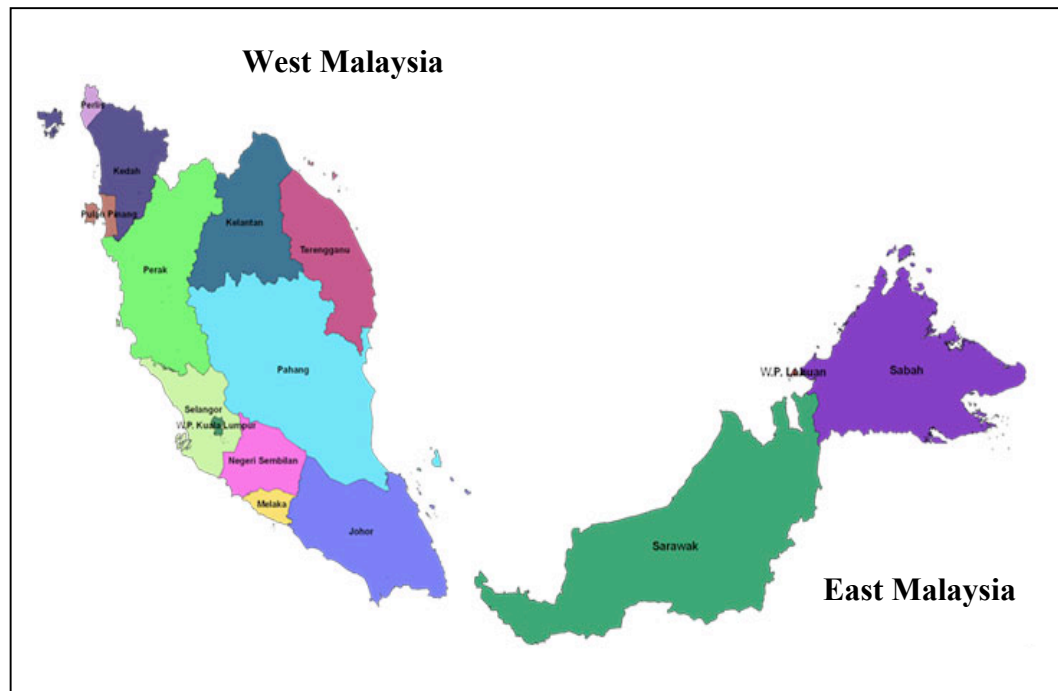 West Malaysia
Perlis
Kedah
Pulau Pinang
Kelantan
Terengganu
Perak
Pahang
W.P. Labuan
Sabah
Selangor
W.P. Kuala Lumpur
Negeri Sembilan
Melaka
Johor
Sarawak
East Malaysia